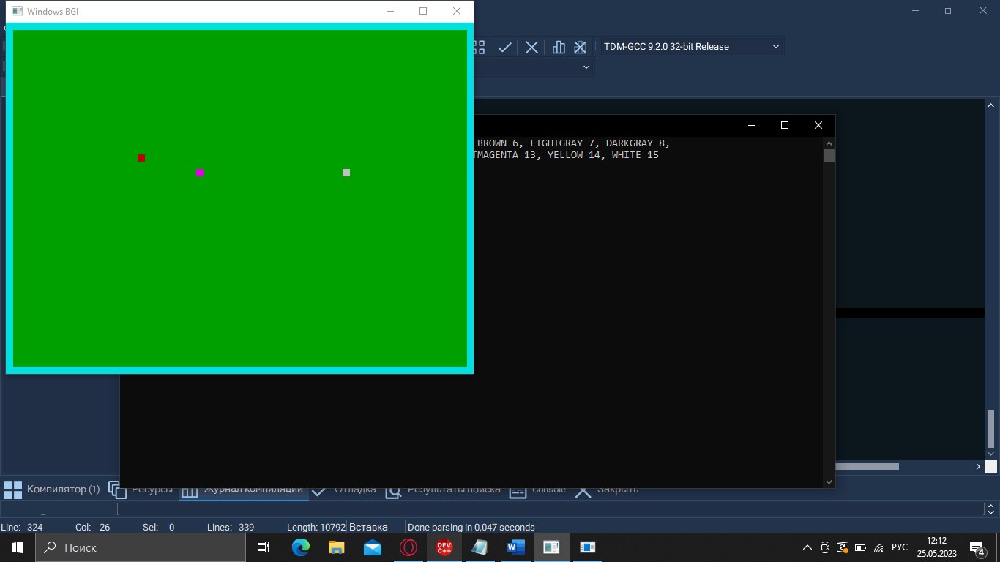 Windows BGI
TDM-GCC 9.2.0 32-bit Release
BROWN 6, LIGHTGRAY 7, DARKGRAY 8,
TMAGENTA 13, YELLOW 14, WHITE 15
Компилятор (1) Ресурсы Журнал компиляции Отладка Результаты поиска Console Закрыть
Line: 324 Col: 26 Sel: 0 Lines: 339 Length: 10792 Вставка Done parsing in 0,047 seconds
Поиск
DEV C++
РУС
12:12
25.05.2023
4